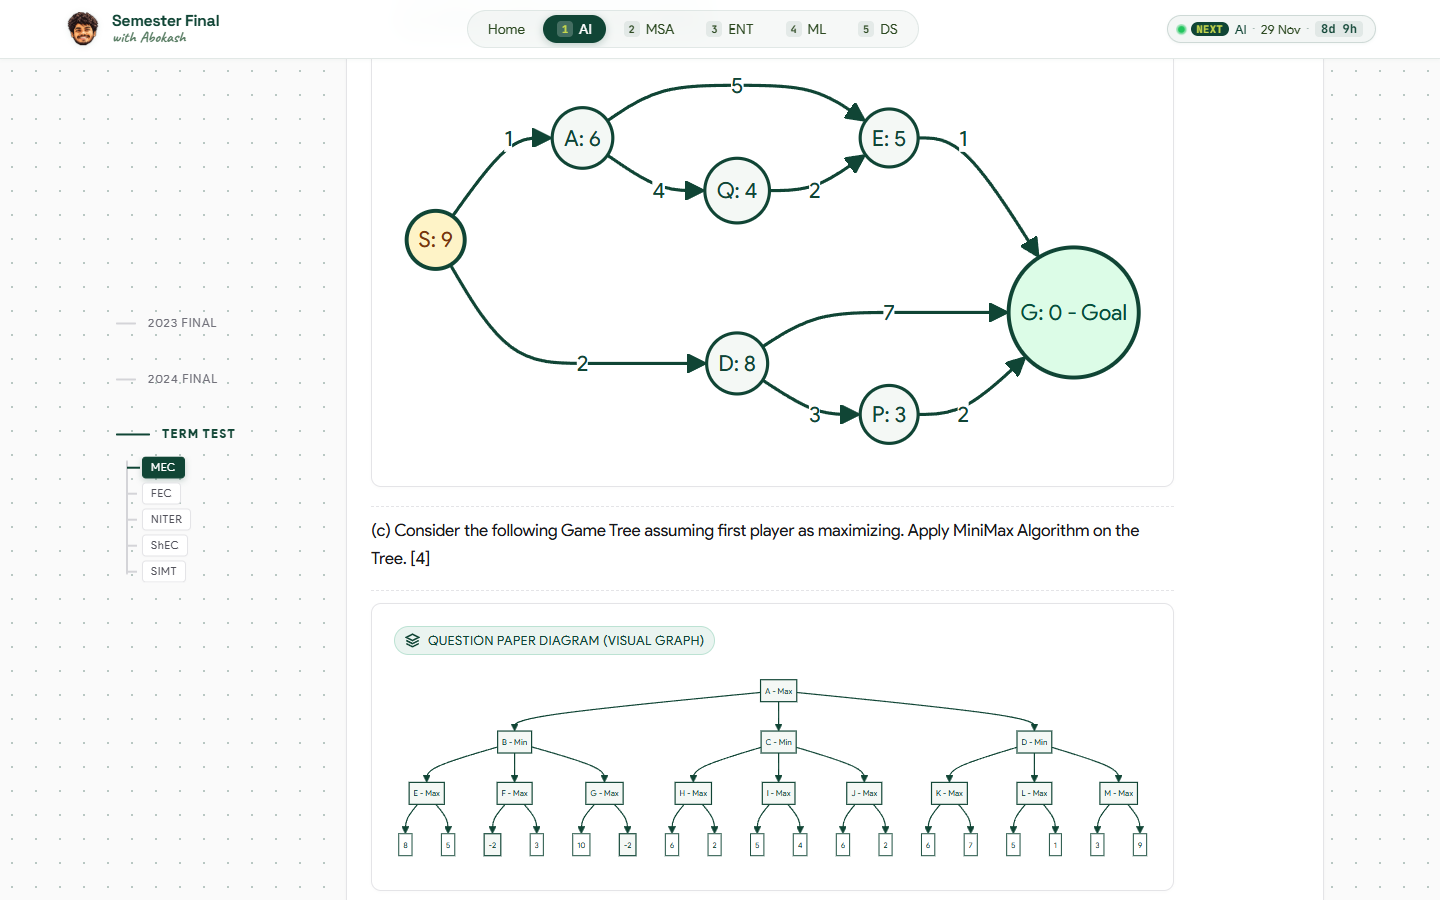 Semester Final
with Abokash
Home
1 AI
2 MSA
3 ENT
4 ML
5 DS
NEXT AI · 29 Nov · 8d 9h
2023 FINAL
2024 FINAL
TERM TEST
MEC
FEC
NITER
ShEC
SIMT
5
1
A: 6
E: 5
1
4
Q: 4
2
S: 9
G: 0 - Goal
7
2
D: 8
3
P: 3
2
(c) Consider the following Game Tree assuming first player as maximizing. Apply MiniMax Algorithm on the
Tree. [4]
QUESTION PAPER DIAGRAM (VISUAL GRAPH)
A - Max
B - Min
C - Min
D - Min
E - Max
F - Max
G - Max
H - Max
I - Max
J - Max
K - Max
L - Max
M - Max
8
5
-2
3
10
-2
6
2
5
4
6
2
6
7
5
1
3
9